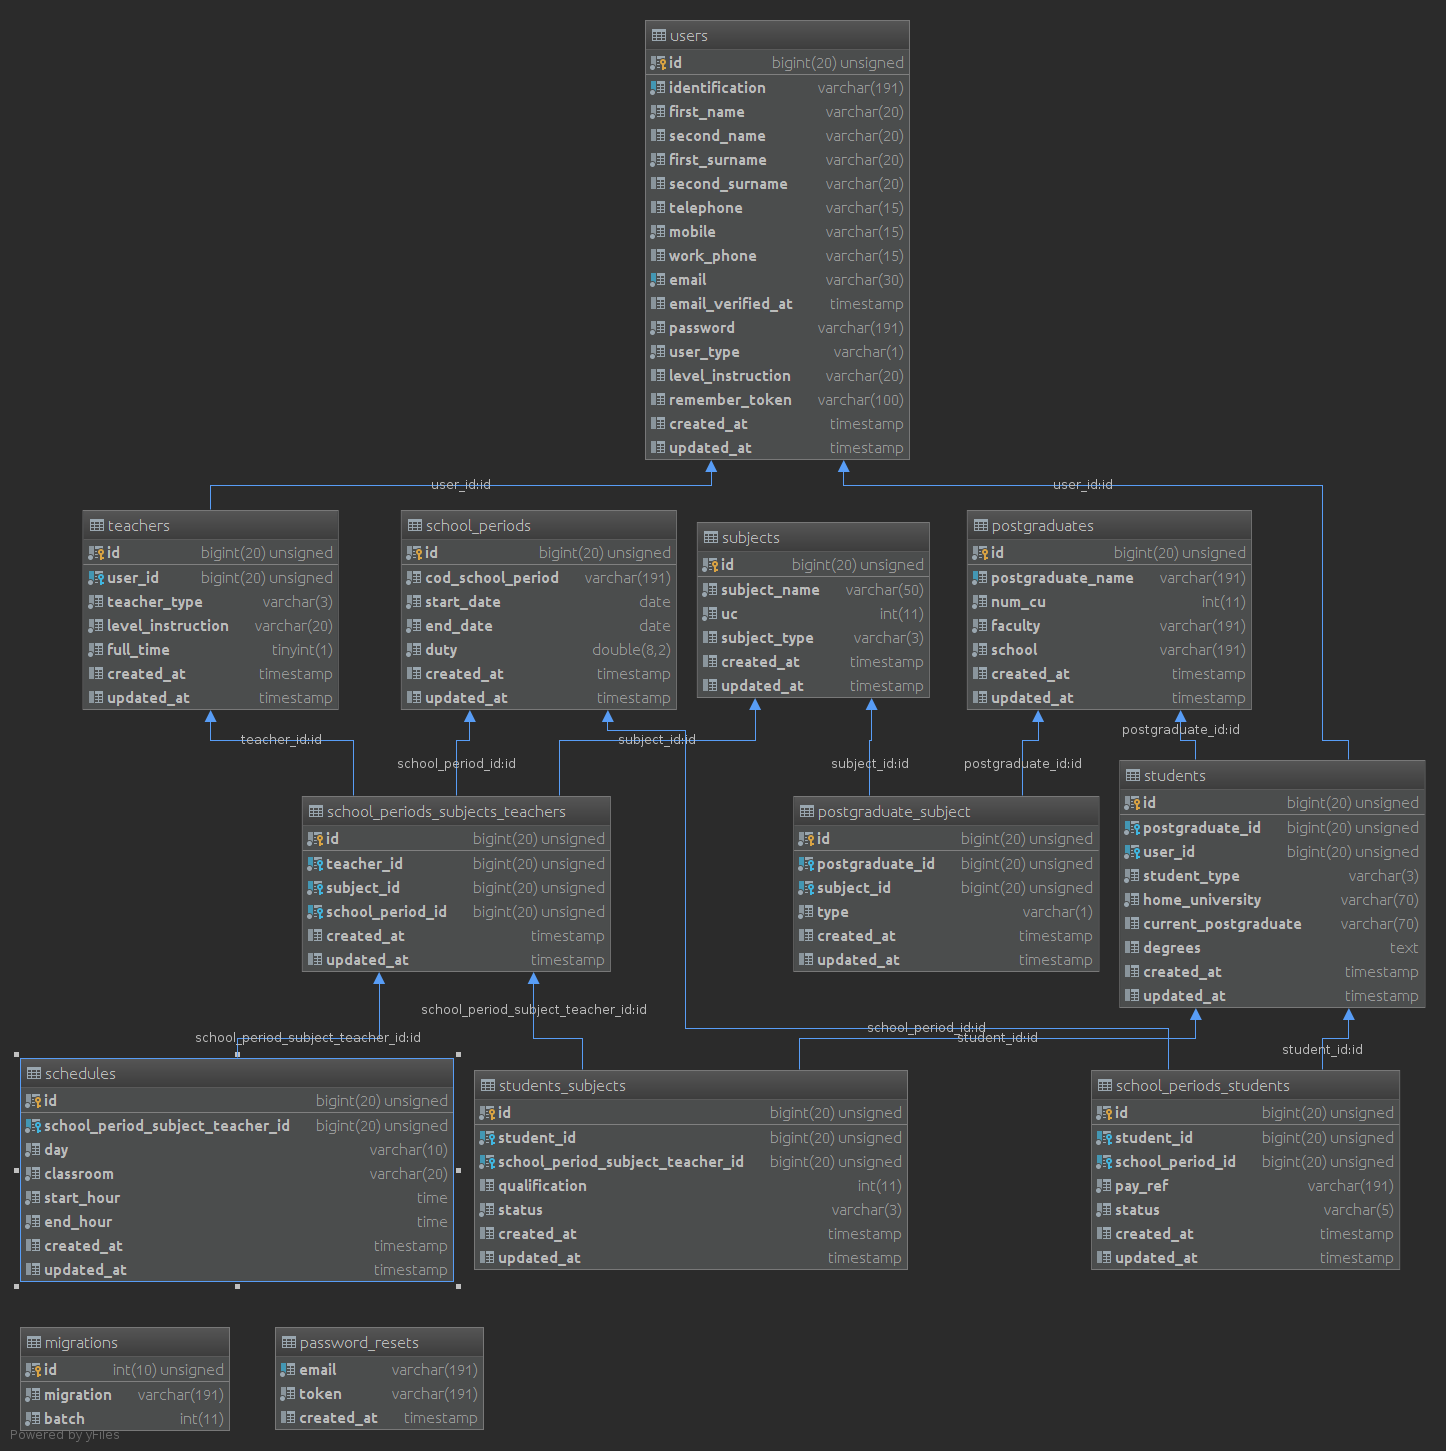 users
id bigint(20) unsigned
identification varchar(191)
first_name varchar(20)
second_name varchar(20)
first_surname varchar(20)
second_surname varchar(20)
telephone varchar(15)
mobile varchar(15)
work_phone varchar(15)
email varchar(30)
email_verified_at timestamp
password varchar(191)
user_type varchar(1)
level_instruction varchar(20)
remember_token varchar(100)
created_at timestamp
updated_at timestamp
user_id:id
user_id:id
teachers
id bigint(20) unsigned
user_id bigint(20) unsigned
teacher_type varchar(3)
level_instruction varchar(20)
full_time tinyint(1)
created_at timestamp
updated_at timestamp
school_periods
id bigint(20) unsigned
cod_school_period varchar(191)
start_date date
end_date date
duty double(8,2)
created_at timestamp
updated_at timestamp
subjects
id bigint(20) unsigned
subject_name varchar(50)
uc int(11)
subject_type varchar(3)
created_at timestamp
updated_at timestamp
postgraduates
id bigint(20) unsigned
postgraduate_name varchar(191)
num_cu int(11)
faculty varchar(191)
school varchar(191)
created_at timestamp
updated_at timestamp
teacher_id:id
school_period_id:id
subject_id:id
subject_id:id
postgraduate_id:id
postgraduate_id:id
school_periods_subjects_teachers
id bigint(20) unsigned
teacher_id bigint(20) unsigned
subject_id bigint(20) unsigned
school_period_id bigint(20) unsigned
created_at timestamp
updated_at timestamp
postgraduate_subject
id bigint(20) unsigned
postgraduate_id bigint(20) unsigned
subject_id bigint(20) unsigned
type varchar(1)
created_at timestamp
updated_at timestamp
students
id bigint(20) unsigned
postgraduate_id bigint(20) unsigned
user_id bigint(20) unsigned
student_type varchar(3)
home_university varchar(70)
current_postgraduate varchar(70)
degrees text
created_at timestamp
updated_at timestamp
school_period_subject_teacher_id:id
school_period_subject_teacher_id:id
school_period_id:id
student_id:id
student_id:id
schedules
id bigint(20) unsigned
school_period_subject_teacher_id bigint(20) unsigned
day varchar(10)
classroom varchar(20)
start_hour time
end_hour time
created_at timestamp
updated_at timestamp
students_subjects
id bigint(20) unsigned
student_id bigint(20) unsigned
school_period_subject_teacher_id bigint(20) unsigned
qualification int(11)
status varchar(3)
created_at timestamp
updated_at timestamp
school_periods_students
id bigint(20) unsigned
student_id bigint(20) unsigned
school_period_id bigint(20) unsigned
pay_ref varchar(191)
status varchar(5)
created_at timestamp
updated_at timestamp
migrations
id int(10) unsigned
migration varchar(191)
batch int(11)
password_resets
email varchar(191)
token varchar(191)
created_at timestamp
Powered by yFiles